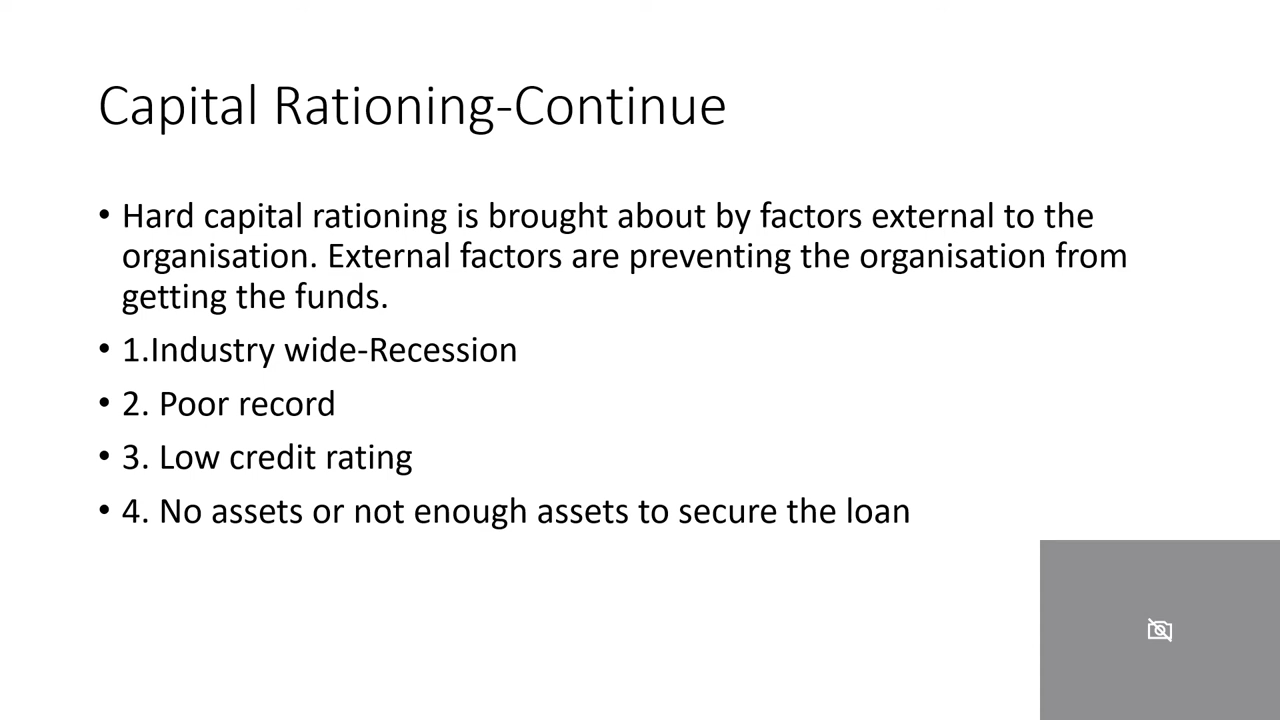 Capital Rationing-Continue
• Hard capital rationing is brought about by factors external to the
organisation. External factors are preventing the organisation from
getting the funds.
• 1.Industry wide-Recession
• 2. Poor record
• 3. Low credit rating
• 4. No assets or not enough assets to secure the loan